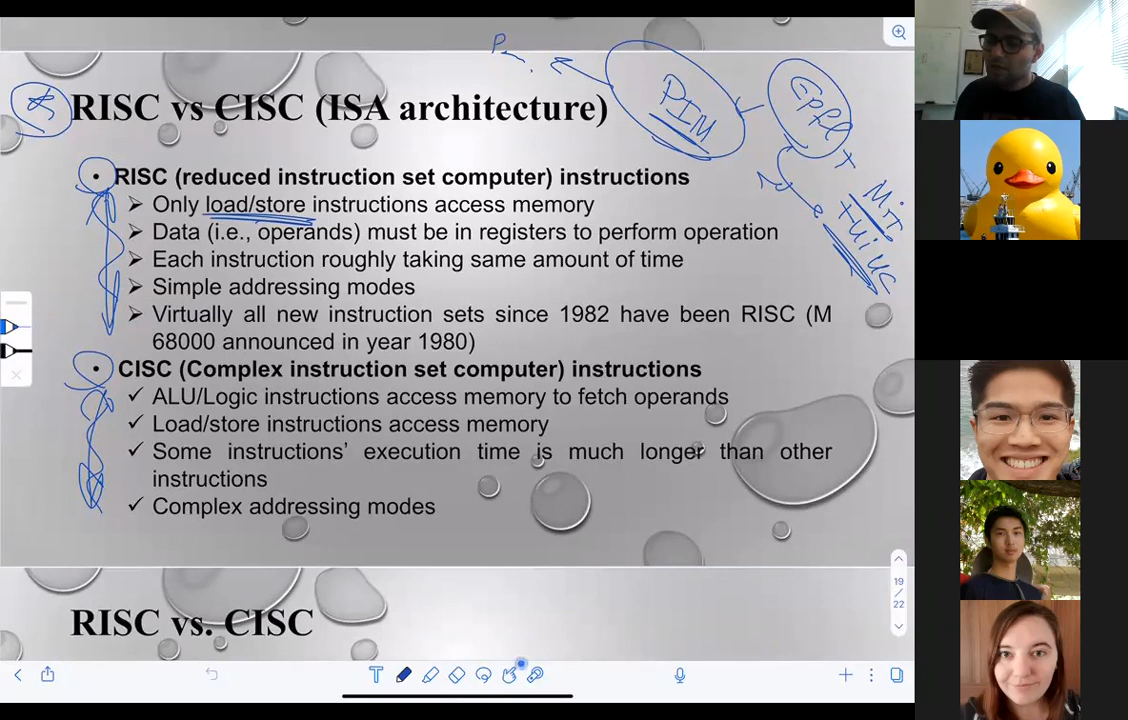 RISC vs CISC (ISA architecture)
PIM
EPFL
+ MIT
+ UIUC
• RISC (reduced instruction set computer) instructions
➢ Only load/store instructions access memory
➢ Data (i.e., operands) must be in registers to perform operation
➢ Each instruction roughly taking same amount of time
➢ Simple addressing modes
➢ Virtually all new instruction sets since 1982 have been RISC (M
68000 announced in year 1980)
• CISC (Complex instruction set computer) instructions
✓ ALU/Logic instructions access memory to fetch operands
✓ Load/store instructions access memory
✓ Some instructions’ execution time is much longer than other
instructions
✓ Complex addressing modes
19
/
22
RISC vs. CISC
T